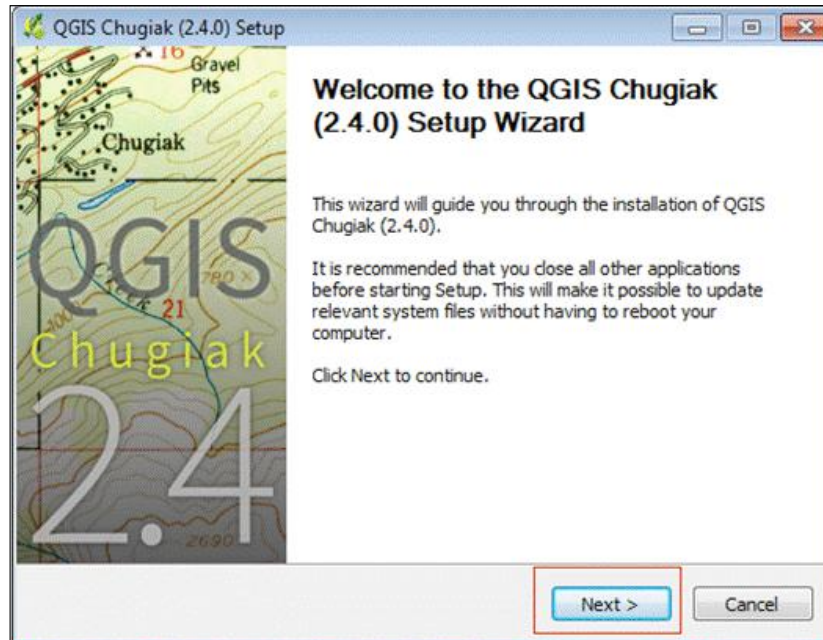 QGIS Chugiak (2.4.0) Setup
16
Gravel
Pits
Chugiak
QGIS
Creek
780
1000
21
Chugiak
2.4
2690
Welcome to the QGIS Chugiak
(2.4.0) Setup Wizard
This wizard will guide you through the installation of QGIS
Chugiak (2.4.0).
It is recommended that you close all other applications
before starting Setup. This will make it possible to update
relevant system files without having to reboot your
computer.
Click Next to continue.
Next >
Cancel